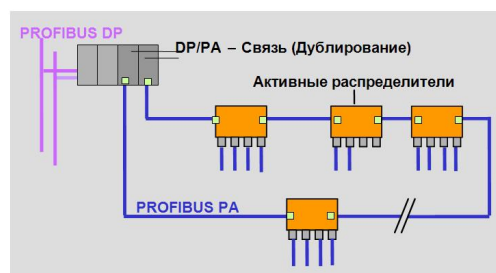 PROFIBUS DP
DP/PA – Связь (Дублирование)
Активные распределители
PROFIBUS PA